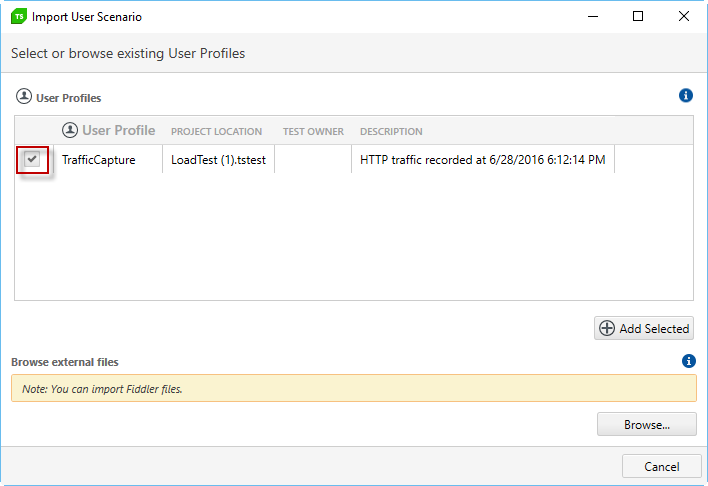 TS Import User Scenario
Select or browse existing User Profiles
User Profiles
User Profile PROJECT LOCATION TEST OWNER DESCRIPTION
TrafficCapture LoadTest (1).tstest HTTP traffic recorded at 6/28/2016 6:12:14 PM
Add Selected
Browse external files
Note: You can import Fiddler files.
Browse...
Cancel